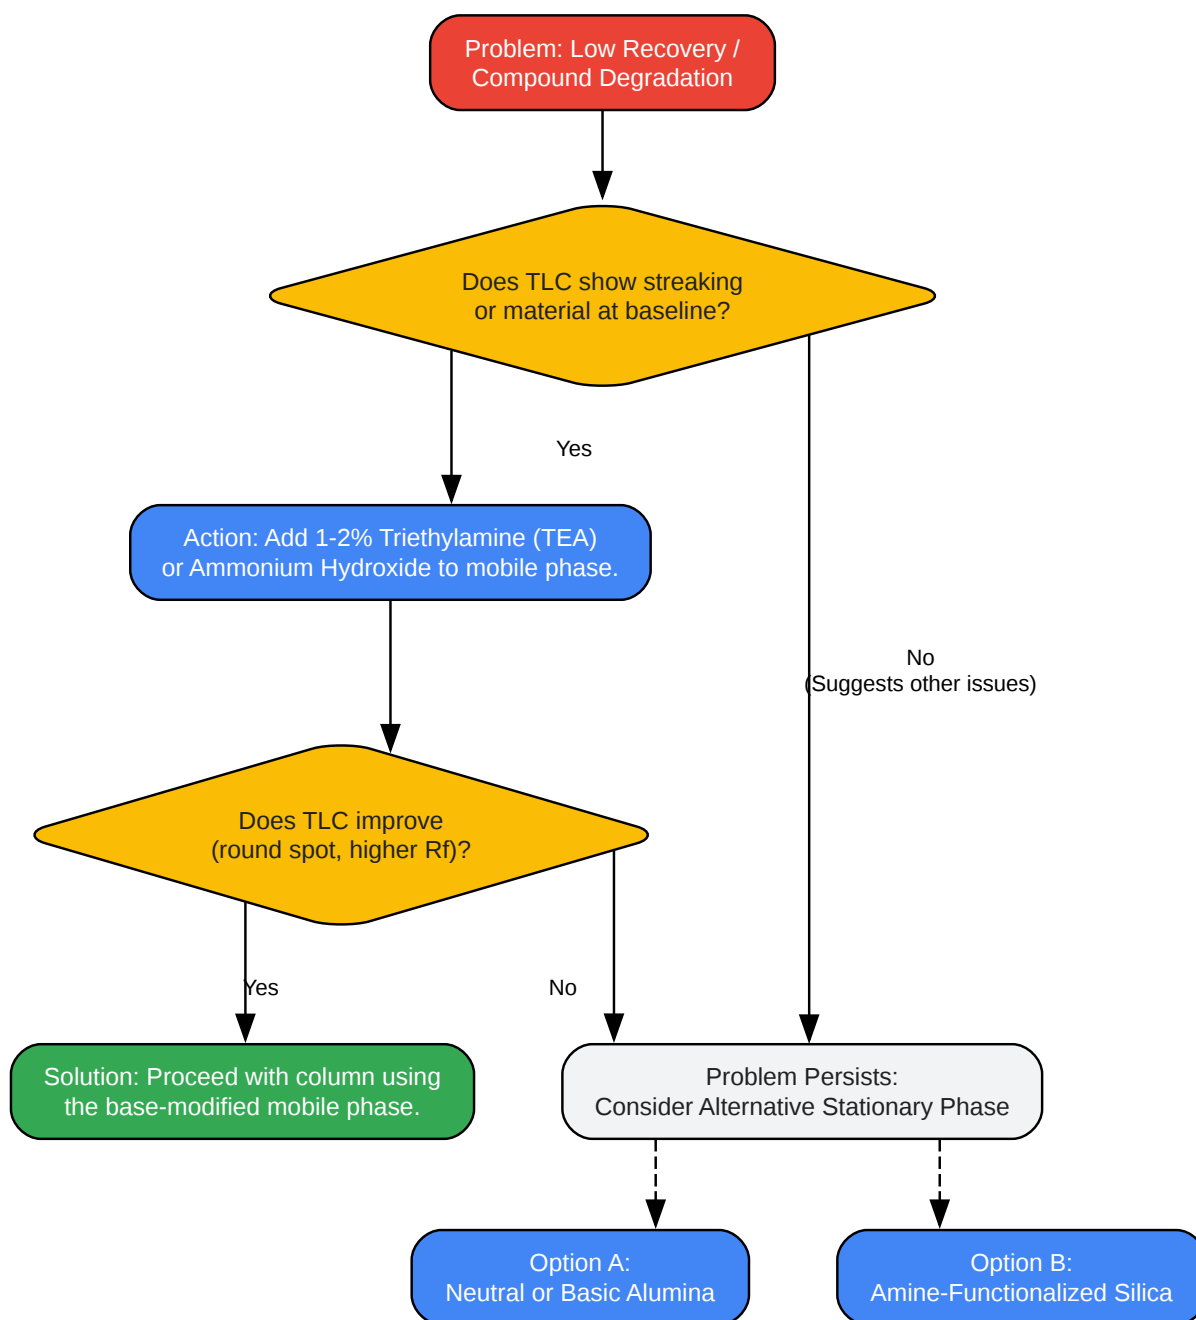 Problem: Low Recovery /
Compound Degradation
Does TLC show streaking
or material at baseline?
Yes
Action: Add 1-2% Triethylamine (TEA)
or Ammonium Hydroxide to mobile phase.
No
(Suggests other issues)
Does TLC improve
(round spot, higher Rf)?
Yes
No
Solution: Proceed with column using
the base-modified mobile phase.
Problem Persists:
Consider Alternative Stationary Phase
Option A:
Neutral or Basic Alumina
Option B:
Amine-Functionalized Silica